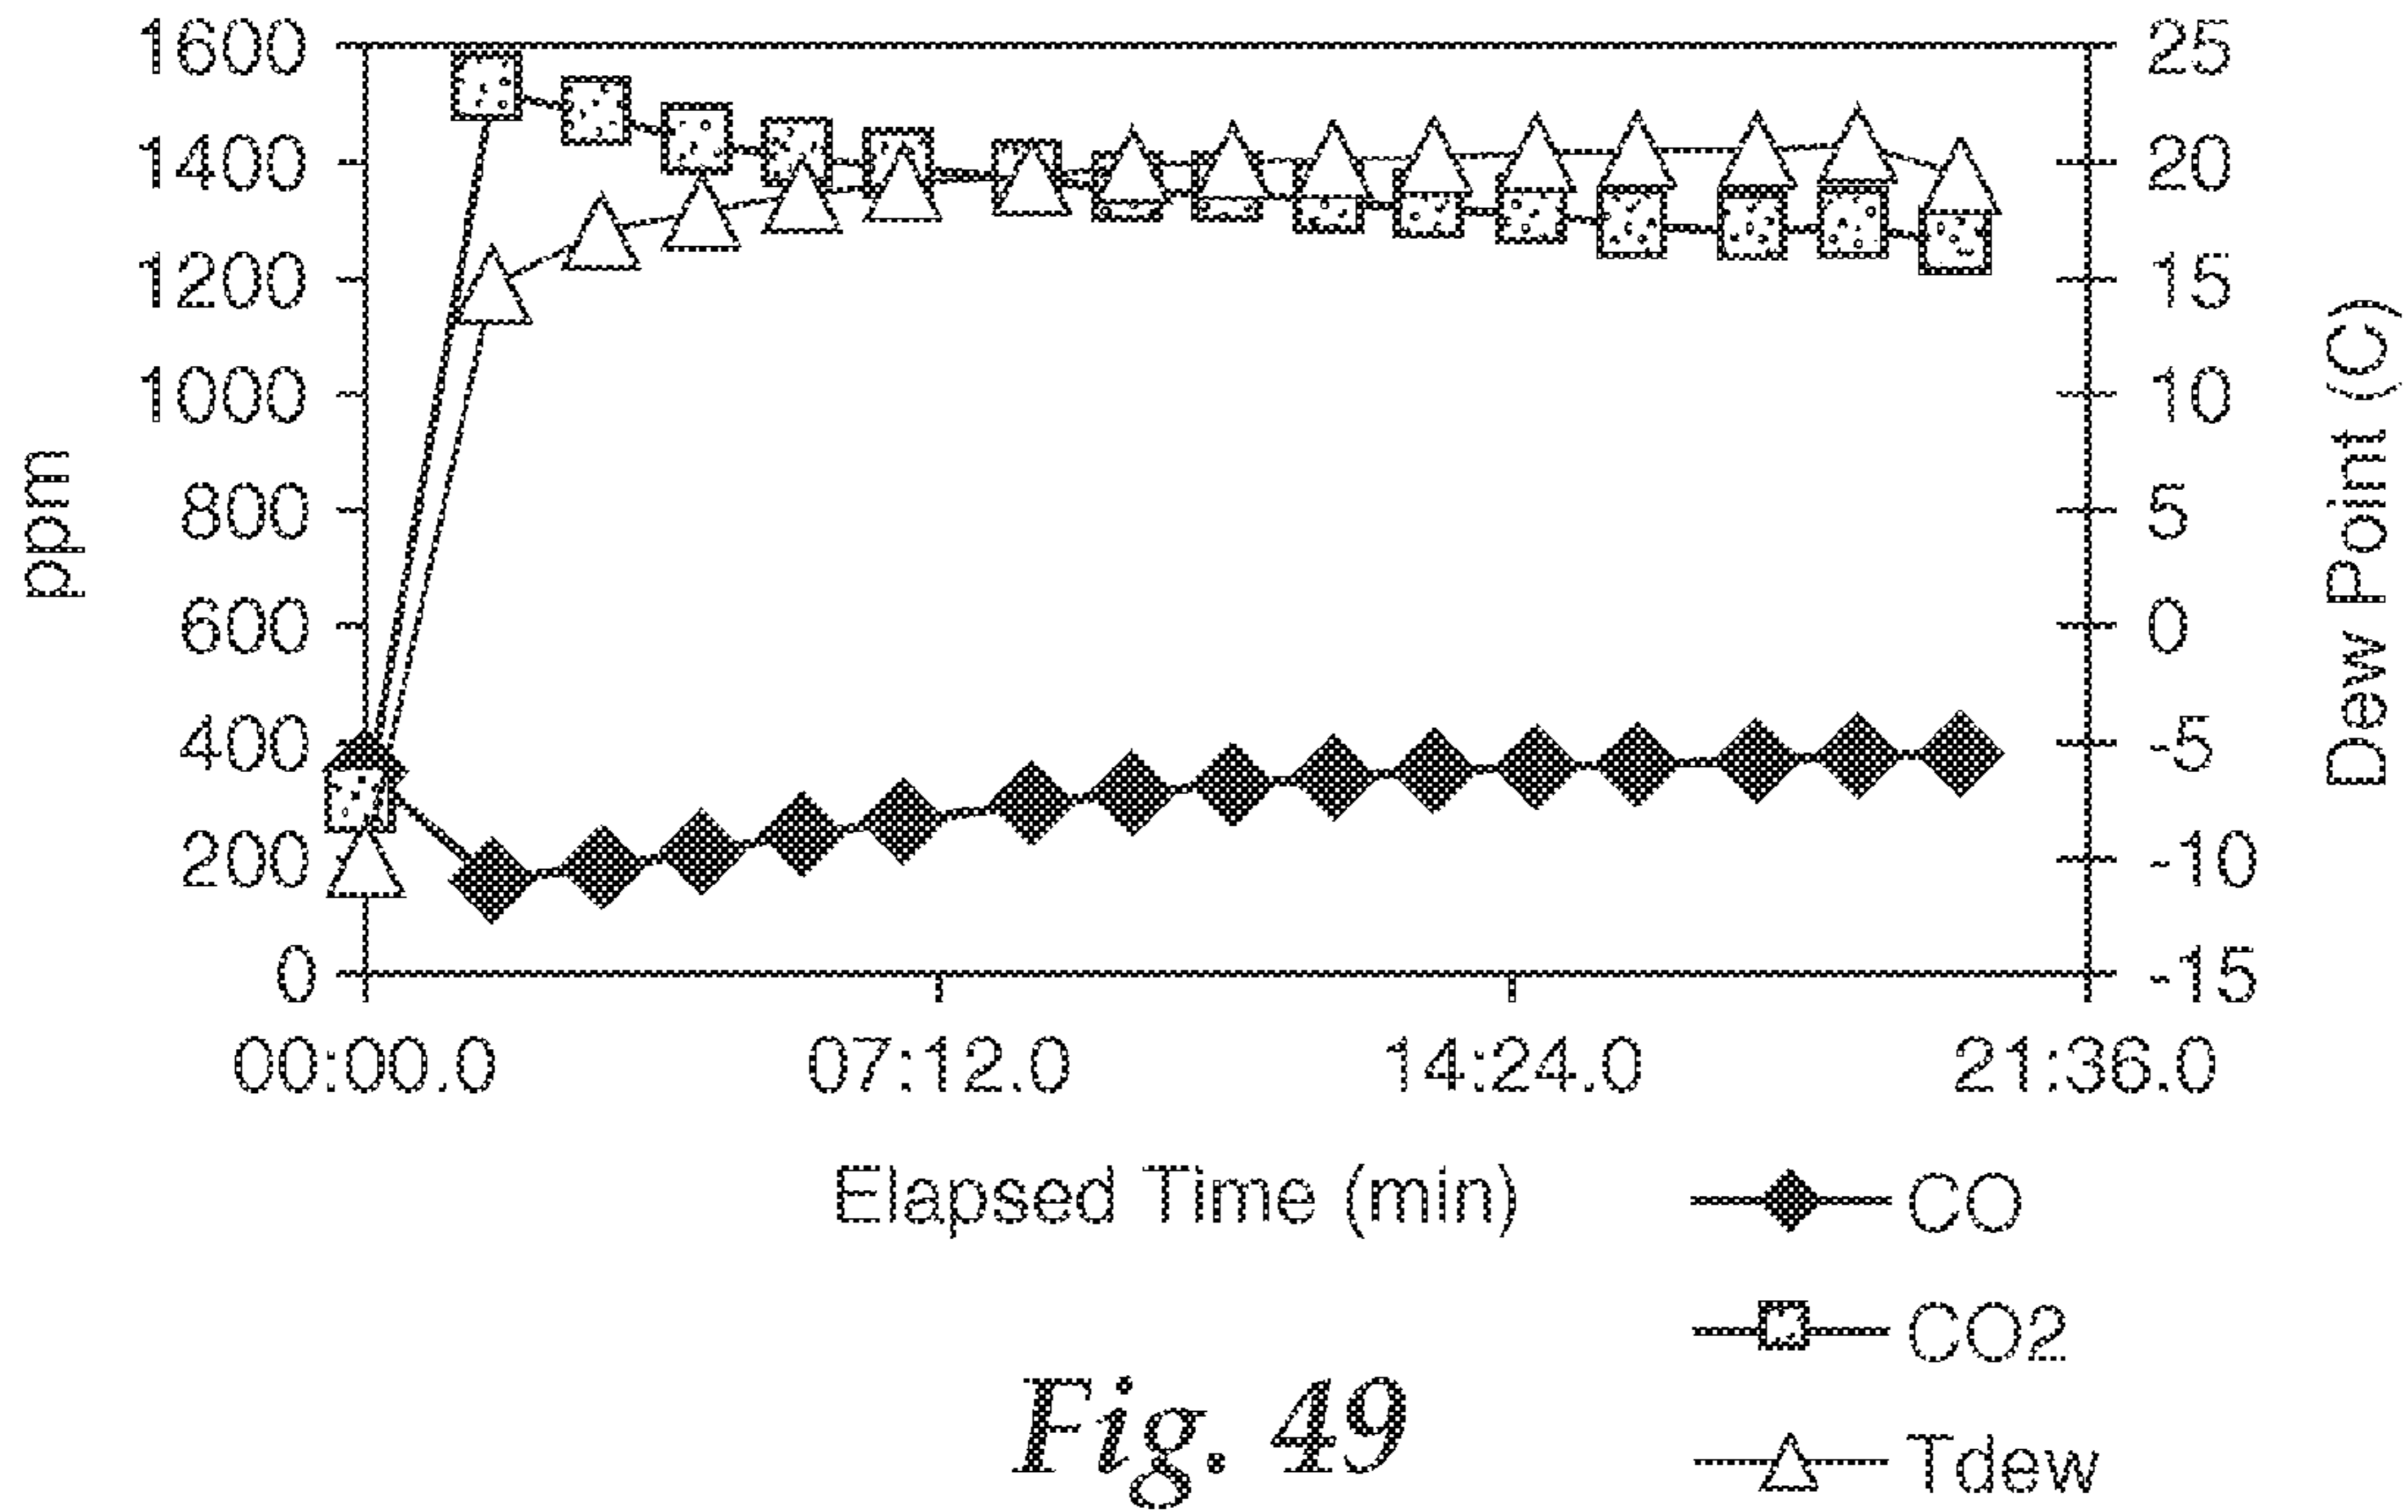 1600
1400
1200
1000
800
600
400
200
0
ppm
25
20
15
10
5
0
-5
-10
-15
Dew Point (C)
00:00.0 07:12.0 14:24.0 21:36.0
Elapsed Time (min)
CO
CO2
Tdew
Fig. 49